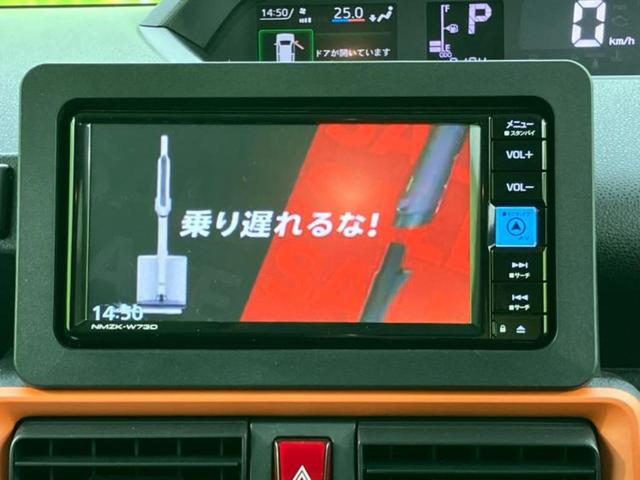 14:50
25.0
ドアが開いています
P
E
0
km/h
乗り遅れるな!
14:50
NMZK-W73D
メニュー
スタンバイ
VOL+
VOL-
AV
サーチ
サーチ